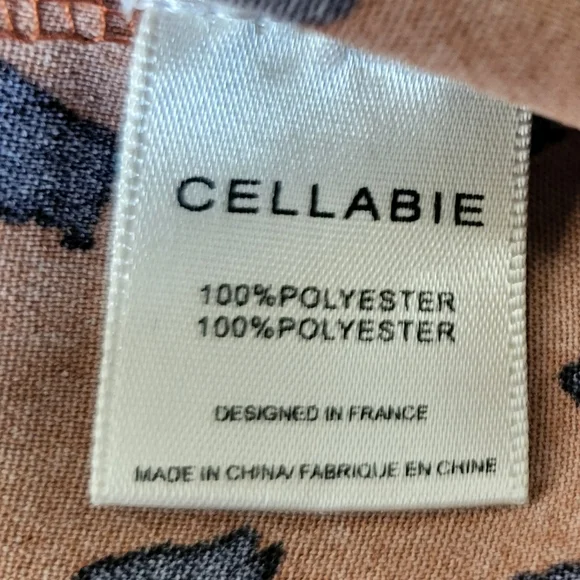 CELLABIE
100%POLYESTER
100%POLYESTER
DESIGNED IN FRANCE
MADE IN CHINA/ FABRIQUE EN CHINE